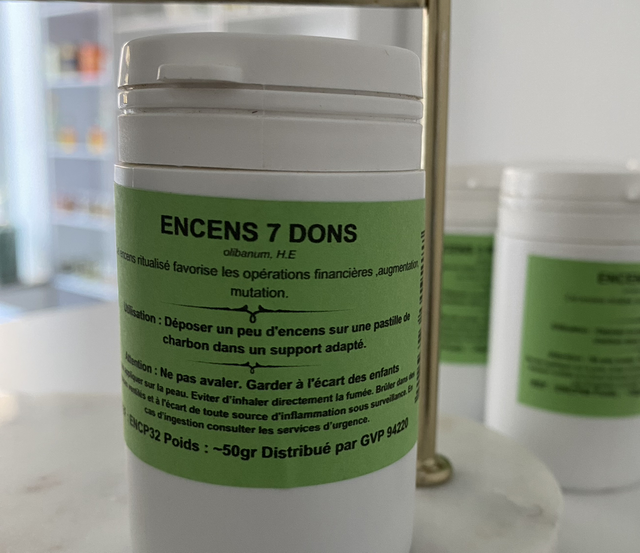 ENCENS 7 DONS
olibanum, H.E
encens ritualisé favorise les opérations financières ,augmentation,
mutation.
Utilisation : Déposer un peu d'encens sur une pastille de
charbon dans un support adapté.
Attention : Ne pas avaler. Garder à l'écart des enfants
appliquer sur la peau. Eviter d'inhaler directement la fumée. Brûler dans des
et à l'écart de toute source d'inflammation sous surveillance. En
cas d'ingestion consulter les services d'urgence.
: ENCP32 Poids : ~50gr Distribué par GVP 94220